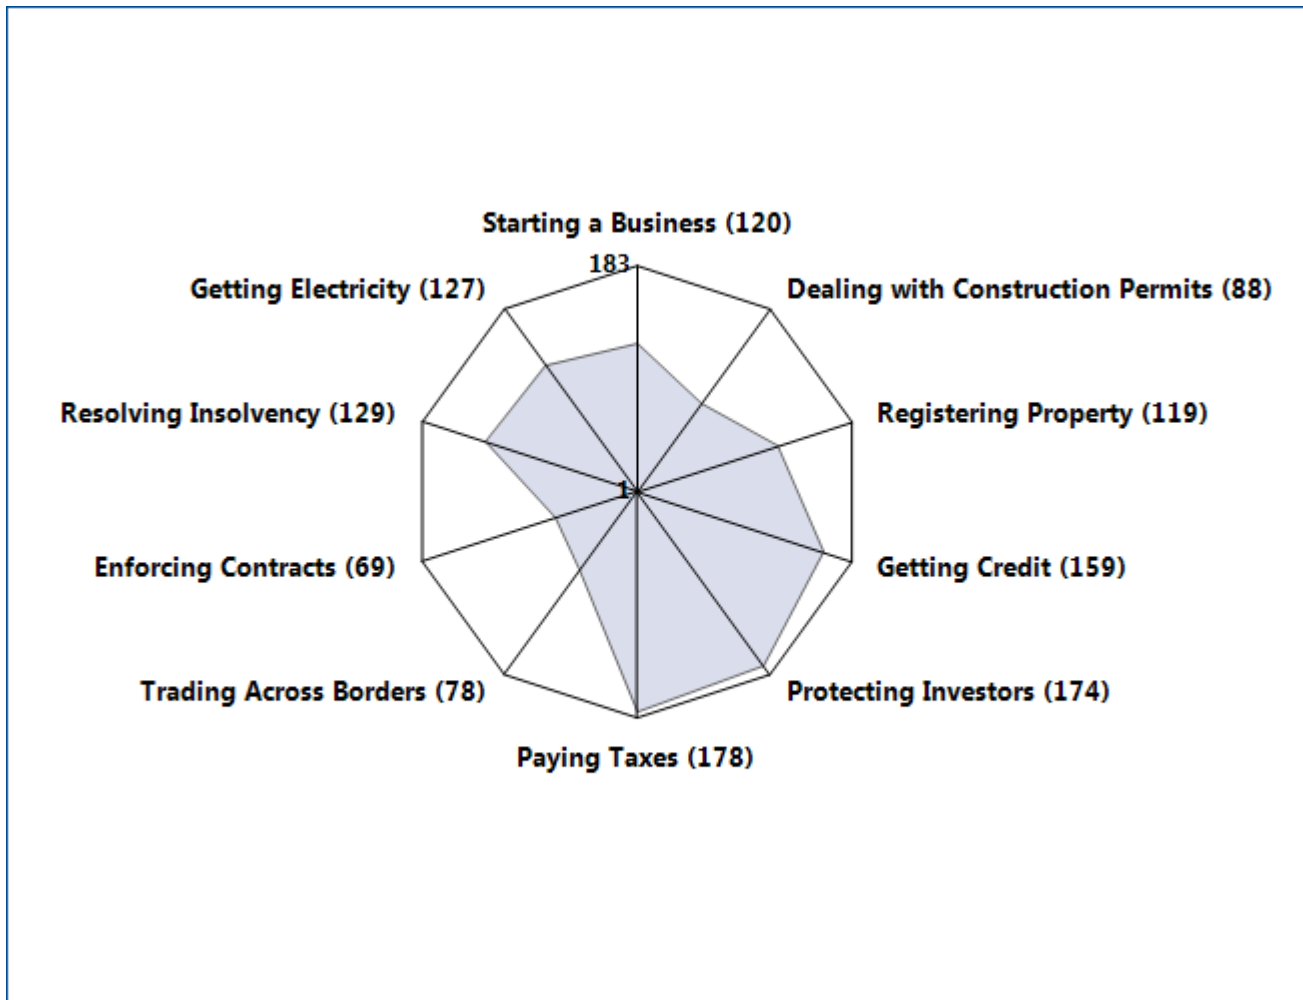 Starting a Business (120)
183
Getting Electricity (127)
Dealing with Construction Permits (88)
Resolving Insolvency (129)
Registering Property (119)
1
Enforcing Contracts (69)
Getting Credit (159)
Trading Across Borders (78)
Protecting Investors (174)
Paying Taxes (178)